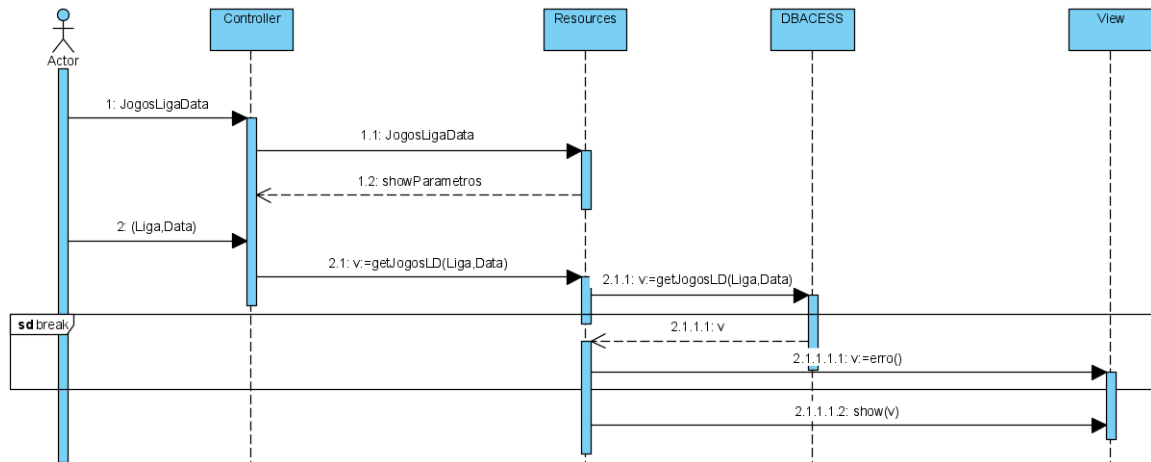 Controller
Resources
DBACESS
View
Actor
1: JogosLigaData
1.1: JogosLigaData
1.2: showParametros
2: (Liga,Data)
2.1: v:=getJogosLD(Liga,Data)
2.1.1: v:=getJogosLD(Liga,Data)
sd break
2.1.1.1: v
2.1.1.1.1: v:=erro()
2.1.1.1.2: show(v)